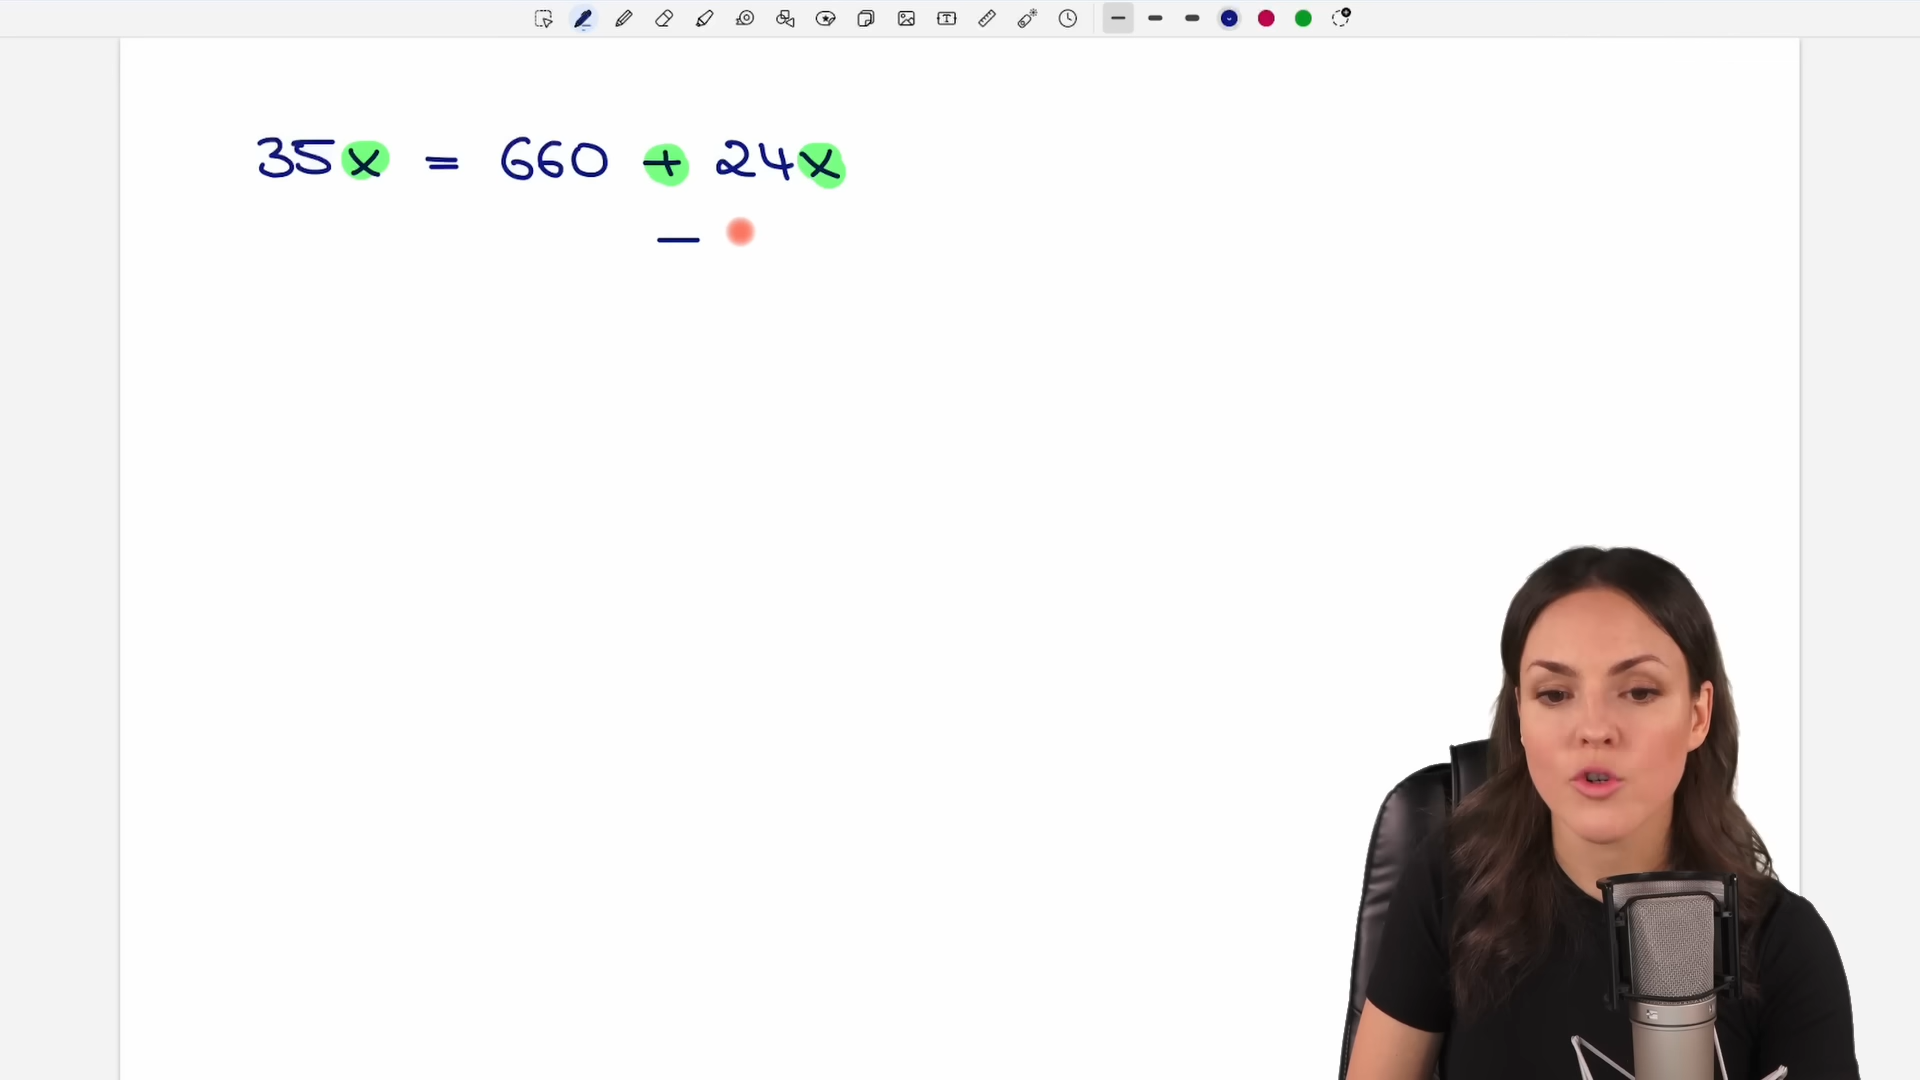 35x = 660 + 24x
−